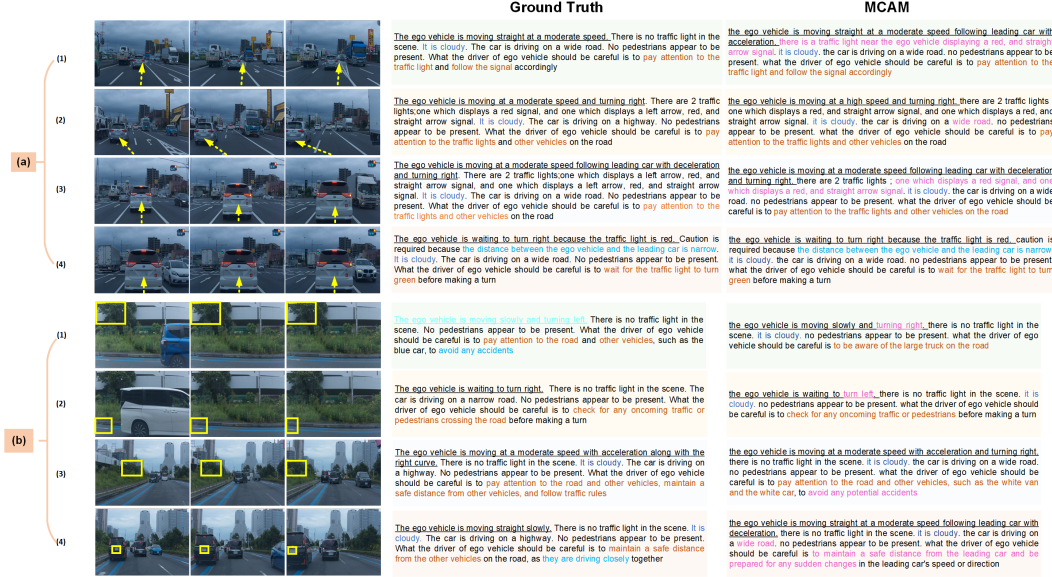 Ground Truth
MCAM
(a)
(1)
The ego vehicle is moving straight at a moderate speed. There is no traffic light in the
scene. It is cloudy. The car is driving on a wide road. No pedestrians appear to be
present. What the driver of ego vehicle should be careful is to pay attention to the
traffic light and follow the signal accordingly
the ego vehicle is moving straight at a moderate speed following leading car with
acceleration. there is a traffic light near the ego vehicle displaying a red, and straight
arrow signal. it is cloudy. the car is driving on a wide road. no pedestrians appear to be
present. what the driver of ego vehicle should be careful is to pay attention to the
traffic light and follow the signal accordingly
(2)
The ego vehicle is moving at a moderate speed and turning right. There are 2 traffic
lights;one which displays a red signal, and one which displays a left arrow, red, and
straight arrow signal. It is cloudy. The car is driving on a highway. No pedestrians
appear to be present. What the driver of ego vehicle should be careful is to pay
attention to the traffic lights and other vehicles on the road
the ego vehicle is moving at a high speed and turning right. there are 2 traffic lights
one which displays a red, and straight arrow signal, and one which displays a red, and
straight arrow signal. it is cloudy. the car is driving on a wide road. no pedestrians
appear to be present. what the driver of ego vehicle should be careful is to pay
attention to the traffic lights and other vehicles on the road
(3)
The ego vehicle is moving at a moderate speed following leading car with deceleration
and turning right. There are 2 traffic lights;one which displays a left arrow, red, and
straight arrow signal, and one which displays a left arrow, red, and straight arrow
signal. It is cloudy. The car is driving on a wide road. No pedestrians appear to be
present. What the driver of ego vehicle should be careful is to pay attention to the
traffic lights and other vehicles on the road
the ego vehicle is moving at a moderate speed following leading car with deceleration
and turning right. there are 2 traffic lights ; one which displays a red signal, and one
which displays a red, and straight arrow signal. it is cloudy. the car is driving on a wide
road. no pedestrians appear to be present. what the driver of ego vehicle should be
careful is to pay attention to the traffic lights and other vehicles on the road
(4)
The ego vehicle is waiting to turn right because the traffic light is red. Caution is
required because the distance between the ego vehicle and the leading car is narrow.
It is cloudy. The car is driving on a wide road. No pedestrians appear to be present.
What the driver of ego vehicle should be careful is to wait for the traffic light to turn
green before making a turn
the ego vehicle is waiting to turn right because the traffic light is red. caution is
required because the distance between the ego vehicle and the leading car is narrow.
it is cloudy. the car is driving on a wide road. no pedestrians appear to be present.
what the driver of ego vehicle should be careful is to wait for the traffic light to turn
green before making a turn
(b)
(1)
The ego vehicle is moving slowly and turning left. There is no traffic light in the
scene. No pedestrians appear to be present. What the driver of ego vehicle
should be careful is to pay attention to the road and other vehicles, such as the
blue car, to avoid any accidents
the ego vehicle is moving slowly and turning right. there is no traffic light in the
scene. it is cloudy. no pedestrians appear to be present. what the driver of ego
vehicle should be careful is to be aware of the large truck on the road
(2)
The ego vehicle is waiting to turn right. There is no traffic light in the scene. The
car is driving on a narrow road. No pedestrians appear to be present. What the
driver of ego vehicle should be careful is to check for any oncoming traffic or
pedestrians crossing the road before making a turn
the ego vehicle is waiting to turn left. there is no traffic light in the scene. it is
cloudy. no pedestrians appear to be present. what the driver of ego vehicle should
be careful is to check for any oncoming traffic or pedestrians before making a turn
(3)
The ego vehicle is moving at a moderate speed with acceleration along with the
right curve. There is no traffic light in the scene. It is cloudy. The car is driving on
a highway. No pedestrians appear to be present. What the driver of ego vehicle
should be careful is to pay attention to the road and other vehicles, maintain a
safe distance from other vehicles, and follow traffic rules
the ego vehicle is moving at a moderate speed with acceleration and turning right.
there is no traffic light in the scene. it is cloudy. the car is driving on a wide road.
no pedestrians appear to be present. what the driver of ego vehicle should be
careful is to pay attention to the road and other vehicles, such as the white van
and the white car, to avoid any potential accidents
(4)
The ego vehicle is moving straight slowly. There is no traffic light in the scene. It is
cloudy. The car is driving on a highway. No pedestrians appear to be present.
What the driver of ego vehicle should be careful is to maintain a safe distance
from the other vehicles on the road, as they are driving closely together
the ego vehicle is moving straight at a moderate speed following leading car with
deceleration. there is no traffic light in the scene. it is cloudy. the car is driving on
a wide road. no pedestrians appear to be present. what the driver of ego vehicle
should be careful is to maintain a safe distance from the leading car and be
prepared for any sudden changes in the leading car's speed or direction